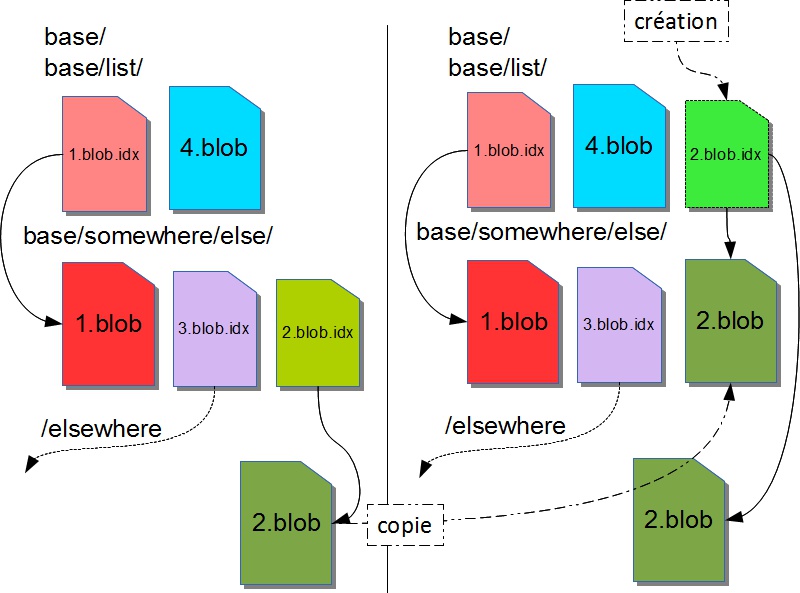 base/
base/list/
1.blob.idx
4.blob
base/somewhere/else/
1.blob
3.blob.idx
2.blob.idx
/elsewhere
2.blob
copie
création
base/
base/list/
1.blob.idx
4.blob
2.blob.idx
base/somewhere/else/
1.blob
3.blob.idx
2.blob
/elsewhere
2.blob